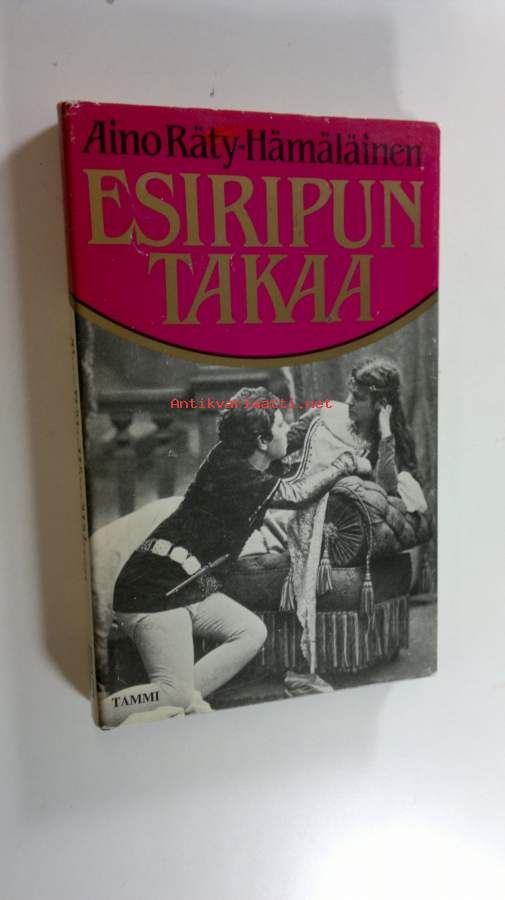 Aino Räty-Hämäläinen
ESIRIPUN
TAKAA
Antikvariaatti.net
TAMMI